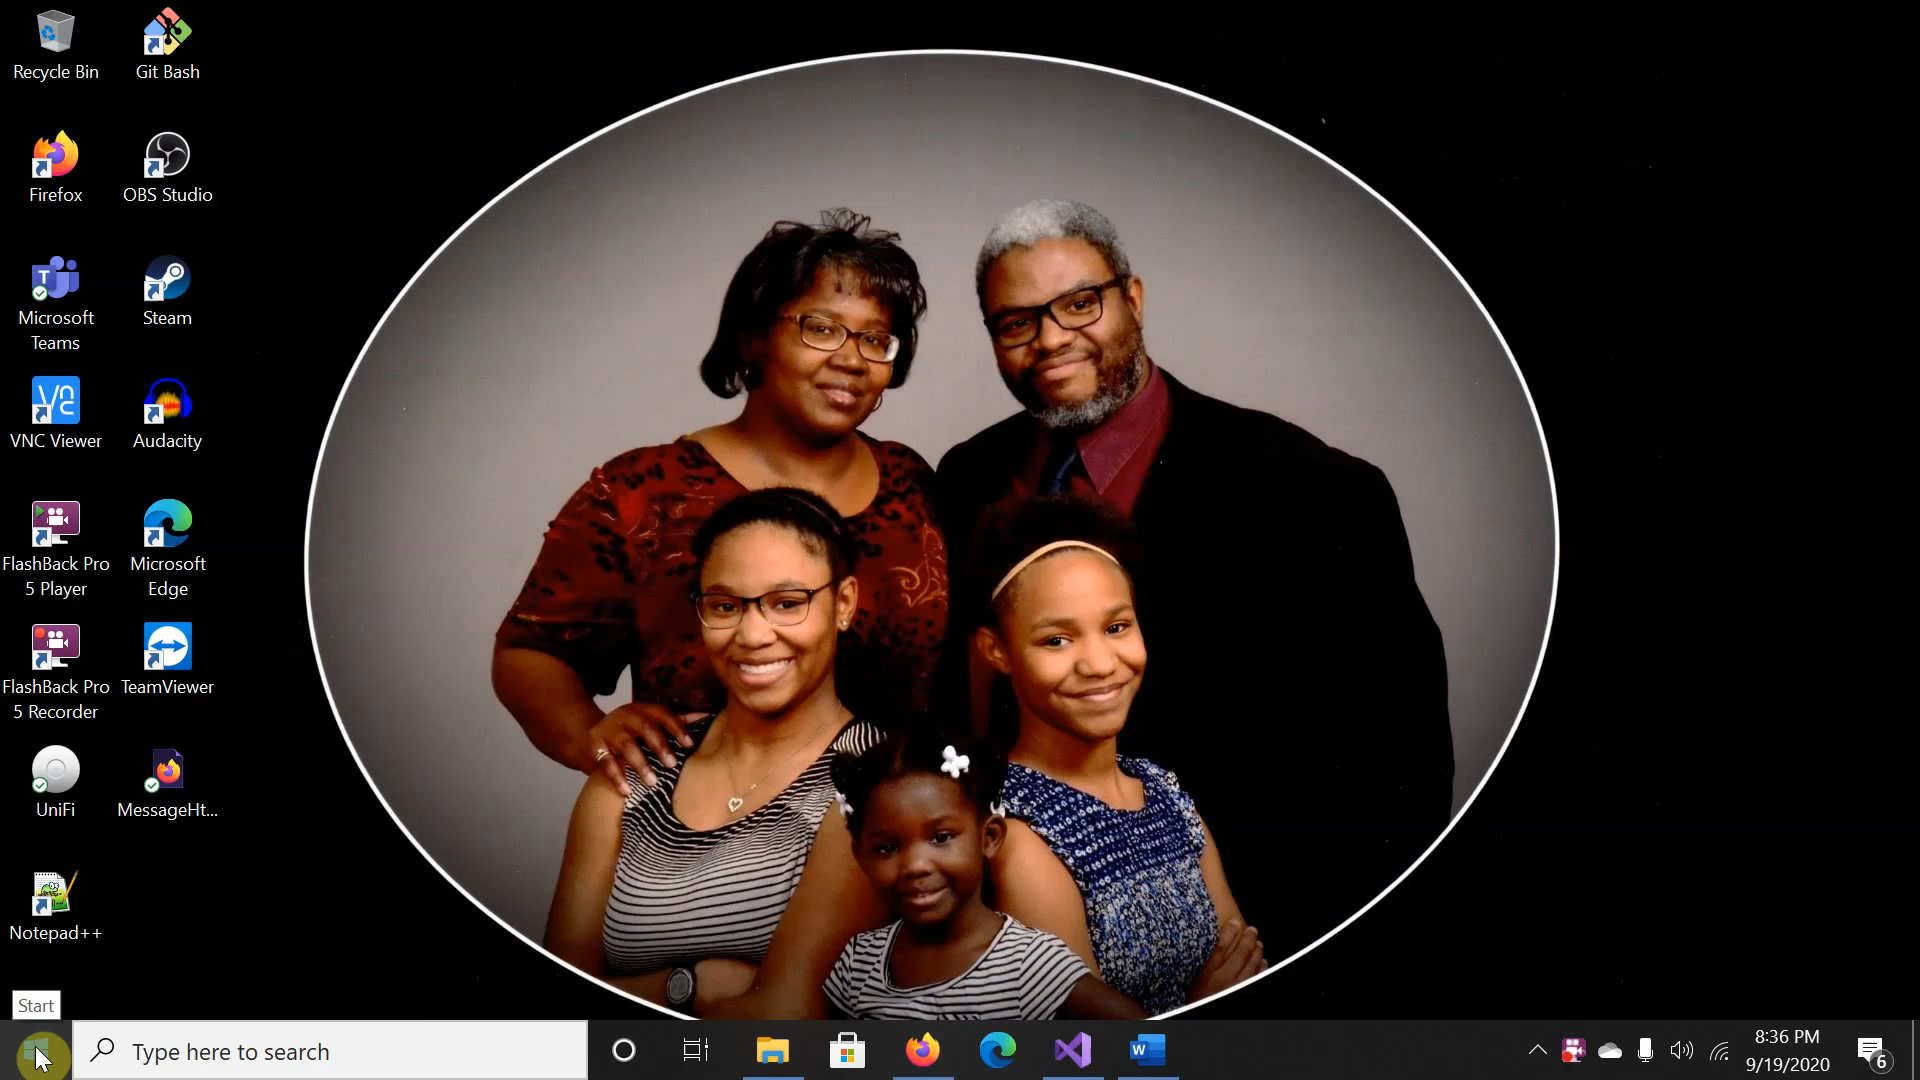 Recycle Bin
Git Bash
Firefox
OBS Studio
T
Microsoft
Teams
Steam
VNC Viewer
Audacity
FlashBack Pro
5 Player
Microsoft
Edge
FlashBack Pro
5 Recorder
TeamViewer
UniFi
MessageHt...
Notepad++
Start
Type here to search
W
8:36 PM
9/19/2020
6